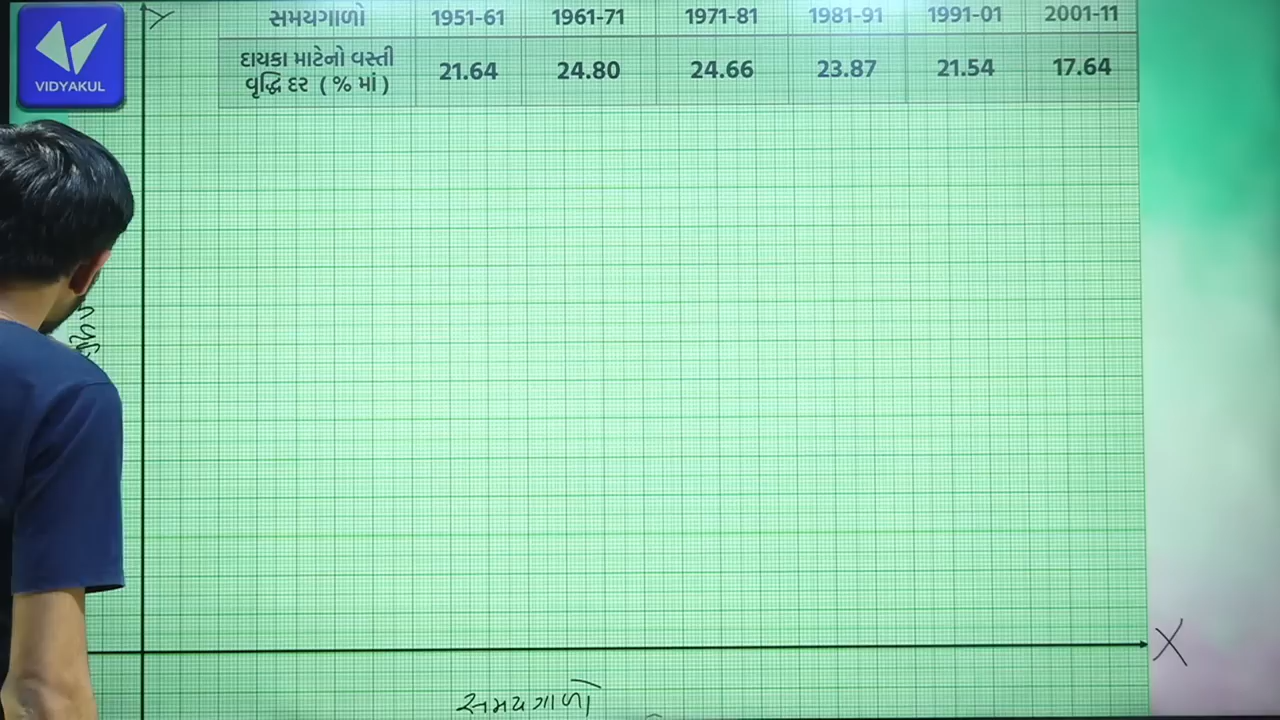 VIDYAKUL
Y
સમયગાળો 1951-61 1961-71 1971-81 1981-91 1991-01 2001-11
દાયકા માટેનો વસ્તી
વૃદ્ધિ દર ( % માં ) 21.64 24.80 24.66 23.87 21.54 17.64
X
સમયગાળો